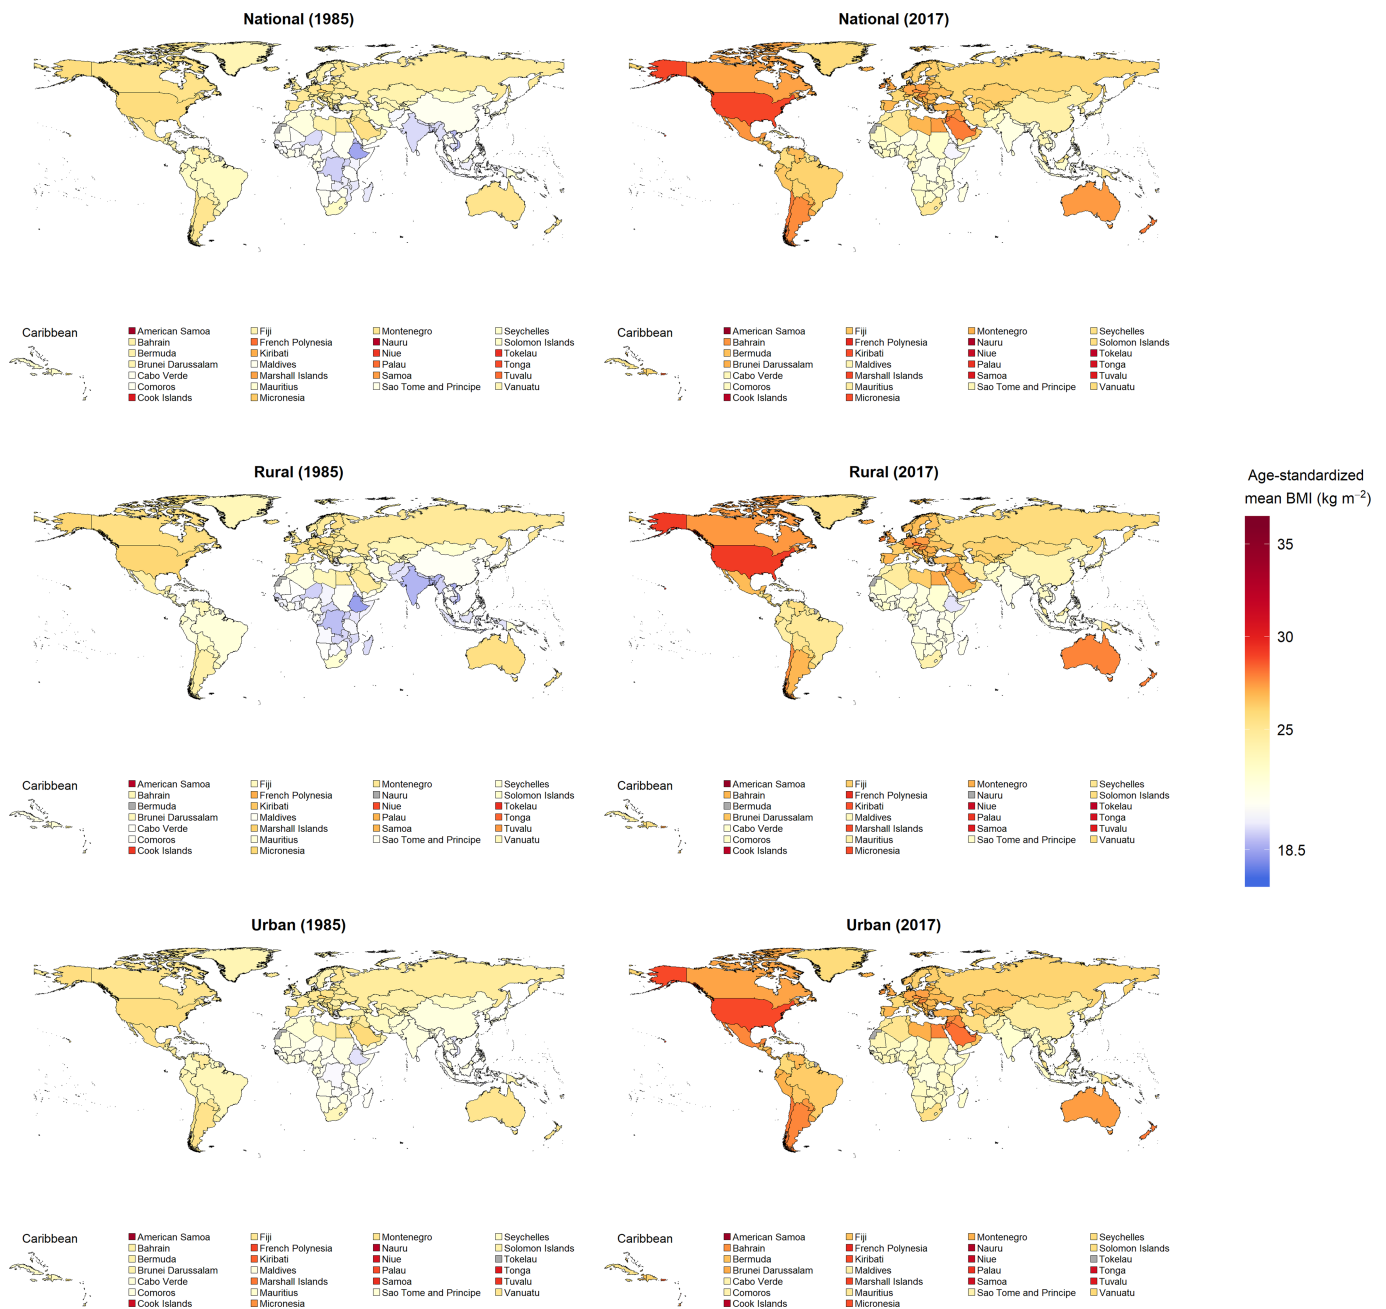 National (1985)
National (2017)
Caribbean
American Samoa
Bahrain
Bermuda
Brunei Darussalam
Cabo Verde
Comoros
Cook Islands
Fiji
French Polynesia
Kiribati
Maldives
Marshall Islands
Mauritius
Micronesia
Montenegro
Nauru
Niue
Palau
Samoa
Sao Tome and Principe
Seychelles
Solomon Islands
Tokelau
Tonga
Tuvalu
Vanuatu
Caribbean
American Samoa
Bahrain
Bermuda
Brunei Darussalam
Cabo Verde
Comoros
Cook Islands
Fiji
French Polynesia
Kiribati
Maldives
Marshall Islands
Mauritius
Micronesia
Montenegro
Nauru
Niue
Palau
Samoa
Sao Tome and Principe
Seychelles
Solomon Islands
Tokelau
Tonga
Tuvalu
Vanuatu
Rural (1985)
Rural (2017)
Age-standardized
mean BMI (kg m⁻²)
35
30
25
18.5
Caribbean
American Samoa
Bahrain
Bermuda
Brunei Darussalam
Cabo Verde
Comoros
Cook Islands
Fiji
French Polynesia
Kiribati
Maldives
Marshall Islands
Mauritius
Micronesia
Montenegro
Nauru
Niue
Palau
Samoa
Sao Tome and Principe
Seychelles
Solomon Islands
Tokelau
Tonga
Tuvalu
Vanuatu
Caribbean
American Samoa
Bahrain
Bermuda
Brunei Darussalam
Cabo Verde
Comoros
Cook Islands
Fiji
French Polynesia
Kiribati
Maldives
Marshall Islands
Mauritius
Micronesia
Montenegro
Nauru
Niue
Palau
Samoa
Sao Tome and Principe
Seychelles
Solomon Islands
Tokelau
Tonga
Tuvalu
Vanuatu
Urban (1985)
Urban (2017)
Caribbean
American Samoa
Bahrain
Bermuda
Brunei Darussalam
Cabo Verde
Comoros
Cook Islands
Fiji
French Polynesia
Kiribati
Maldives
Marshall Islands
Mauritius
Micronesia
Montenegro
Nauru
Niue
Palau
Samoa
Sao Tome and Principe
Seychelles
Solomon Islands
Tokelau
Tonga
Tuvalu
Vanuatu
Caribbean
American Samoa
Bahrain
Bermuda
Brunei Darussalam
Cabo Verde
Comoros
Cook Islands
Fiji
French Polynesia
Kiribati
Maldives
Marshall Islands
Mauritius
Micronesia
Montenegro
Nauru
Niue
Palau
Samoa
Sao Tome and Principe
Seychelles
Solomon Islands
Tokelau
Tonga
Tuvalu
Vanuatu